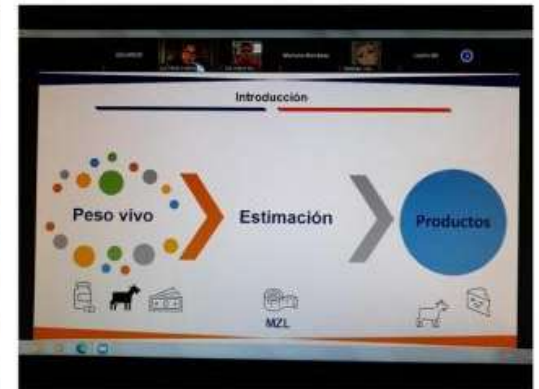 Introducción
Peso vivo
Estimación
Productos
MZL